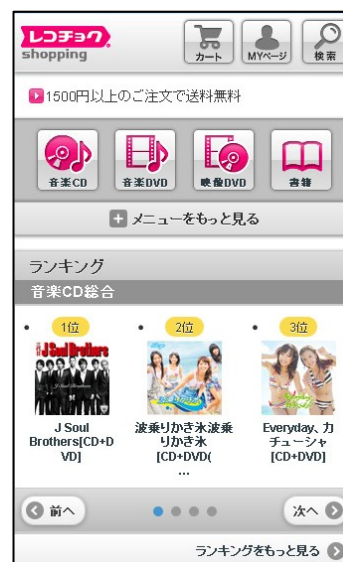 レコチョク
shopping
カート
MYページ
検索
1500円以上のご注文で送料無料
音楽CD
音楽DVD
映像DVD
書籍
メニューをもっと見る
ランキング
音楽CD総合
1位
2位
3位
J Soul Brothers
J Soul
Brothers[CD+D
VD]
波乗りかき氷波乗
りかき氷
[CD+DVD(
...
Everyday、カ
チューシャ
[CD+DVD]
前へ
次へ
ランキングをもっと見る